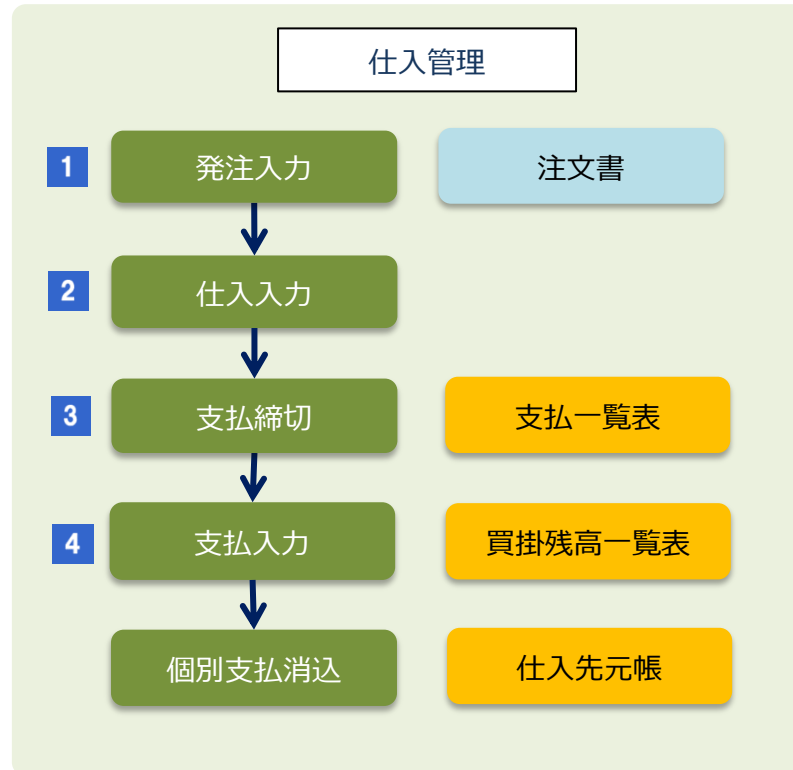 仕入管理
1 発注入力 注文書
2 仕入入力
3 支払締切 支払一覧表
4 支払入力 買掛残高一覧表
個別支払消込 仕入先元帳